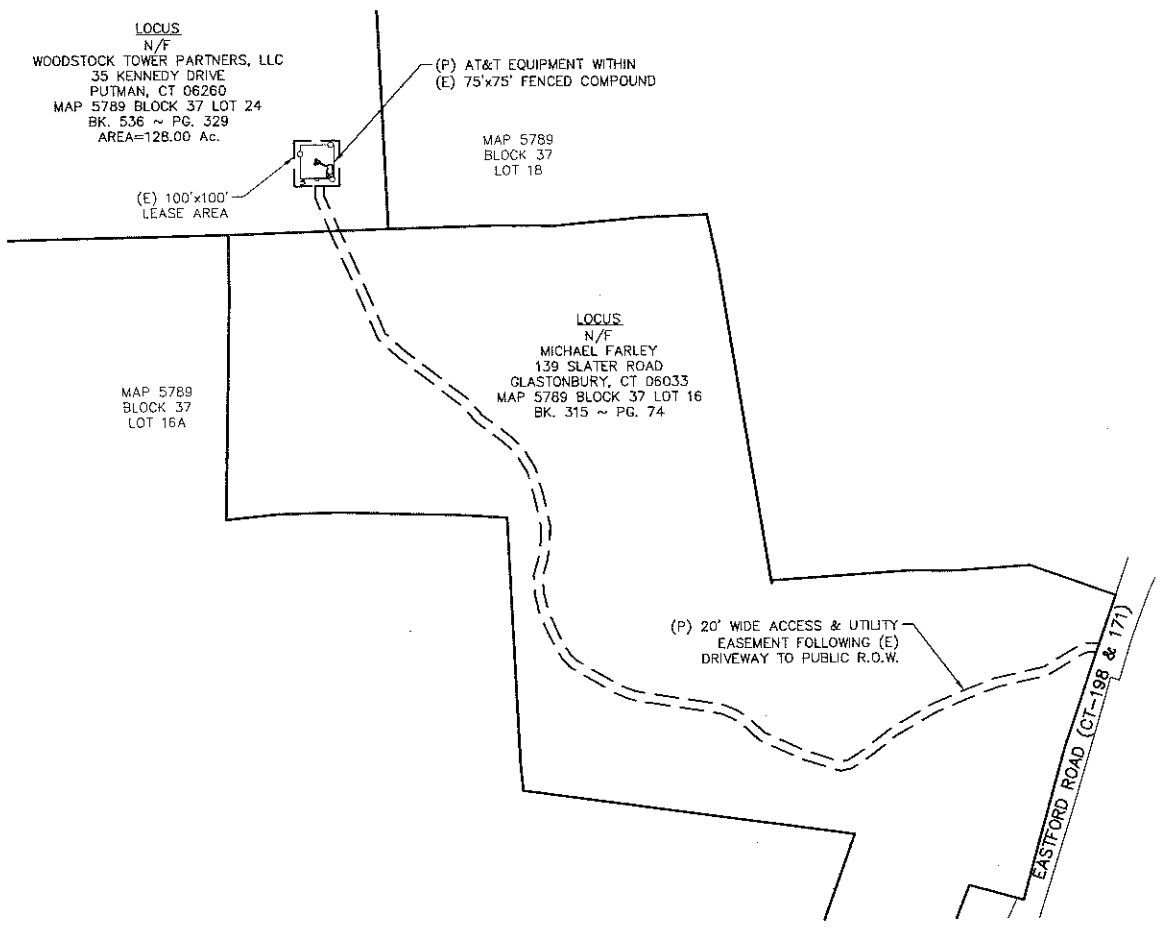 LOCUS
N/F
WOODSTOCK TOWER PARTNERS, LLC
35 KENNEDY DRIVE
PUTMAN, CT 06260
MAP 5789 BLOCK 37 LOT 24
BK. 536 ~ PG. 329
AREA=128.00 Ac.
(P) AT&T EQUIPMENT WITHIN
(E) 75'x75' FENCED COMPOUND
MAP 5789
BLOCK 37
LOT 18
(E) 100'x100'
LEASE AREA
LOCUS
N/F
MICHAEL FARLEY
139 SLATER ROAD
GLASTONBURY, CT 06033
MAP 5789 BLOCK 37 LOT 16
BK. 315 ~ PG. 74
MAP 5789
BLOCK 37
LOT 16A
(P) 20' WIDE ACCESS & UTILITY
EASEMENT FOLLOWING (E)
DRIVEWAY TO PUBLIC R.O.W.
EASTFORD ROAD (CT-198 & 171)